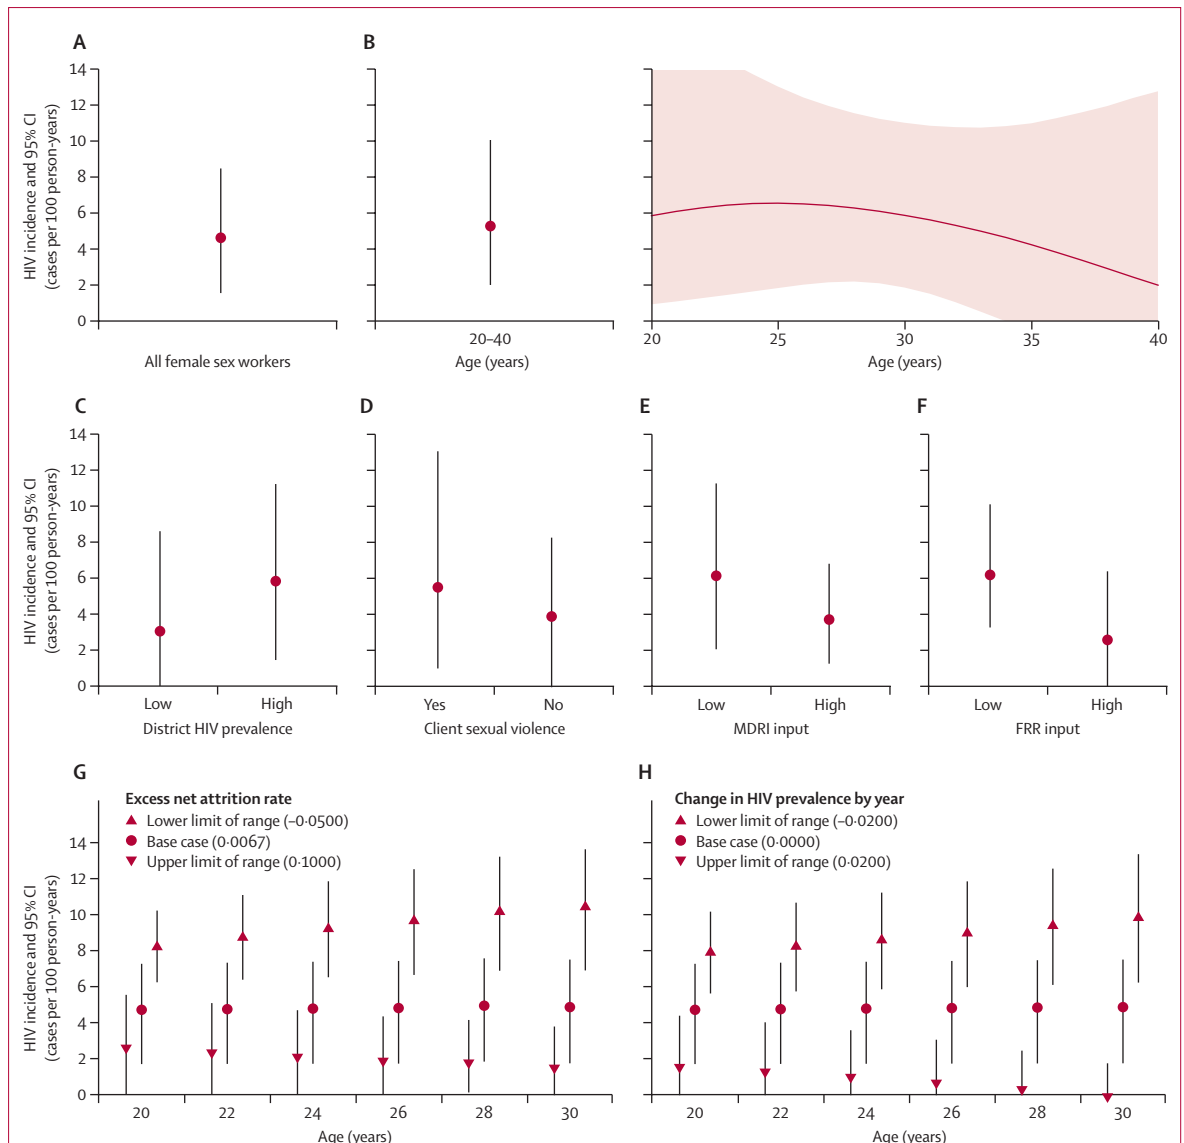 A
B
HIV incidence and 95% CI
(cases per 100 person-years)
14
12
10
8
6
4
2
0
All female sex workers
20–40
Age (years)
20
25
30
35
40
Age (years)
C
D
E
F
HIV incidence and 95% CI
(cases per 100 person-years)
14
12
10
8
6
4
2
0
Low
High
District HIV prevalence
Yes
No
Client sexual violence
Low
High
MDRI input
Low
High
FRR input
G
HIV incidence and 95% CI
(cases per 100 person-years)
Excess net attrition rate
Lower limit of range (–0·0500)
Base case (0·0067)
Upper limit of range (0·1000)
14
12
10
8
6
4
2
0
20
22
24
26
28
30
Age (years)
H
Change in HIV prevalence by year
Lower limit of range (–0·0200)
Base case (0·0000)
Upper limit of range (0·0200)
20
22
24
26
28
30
Age (years)